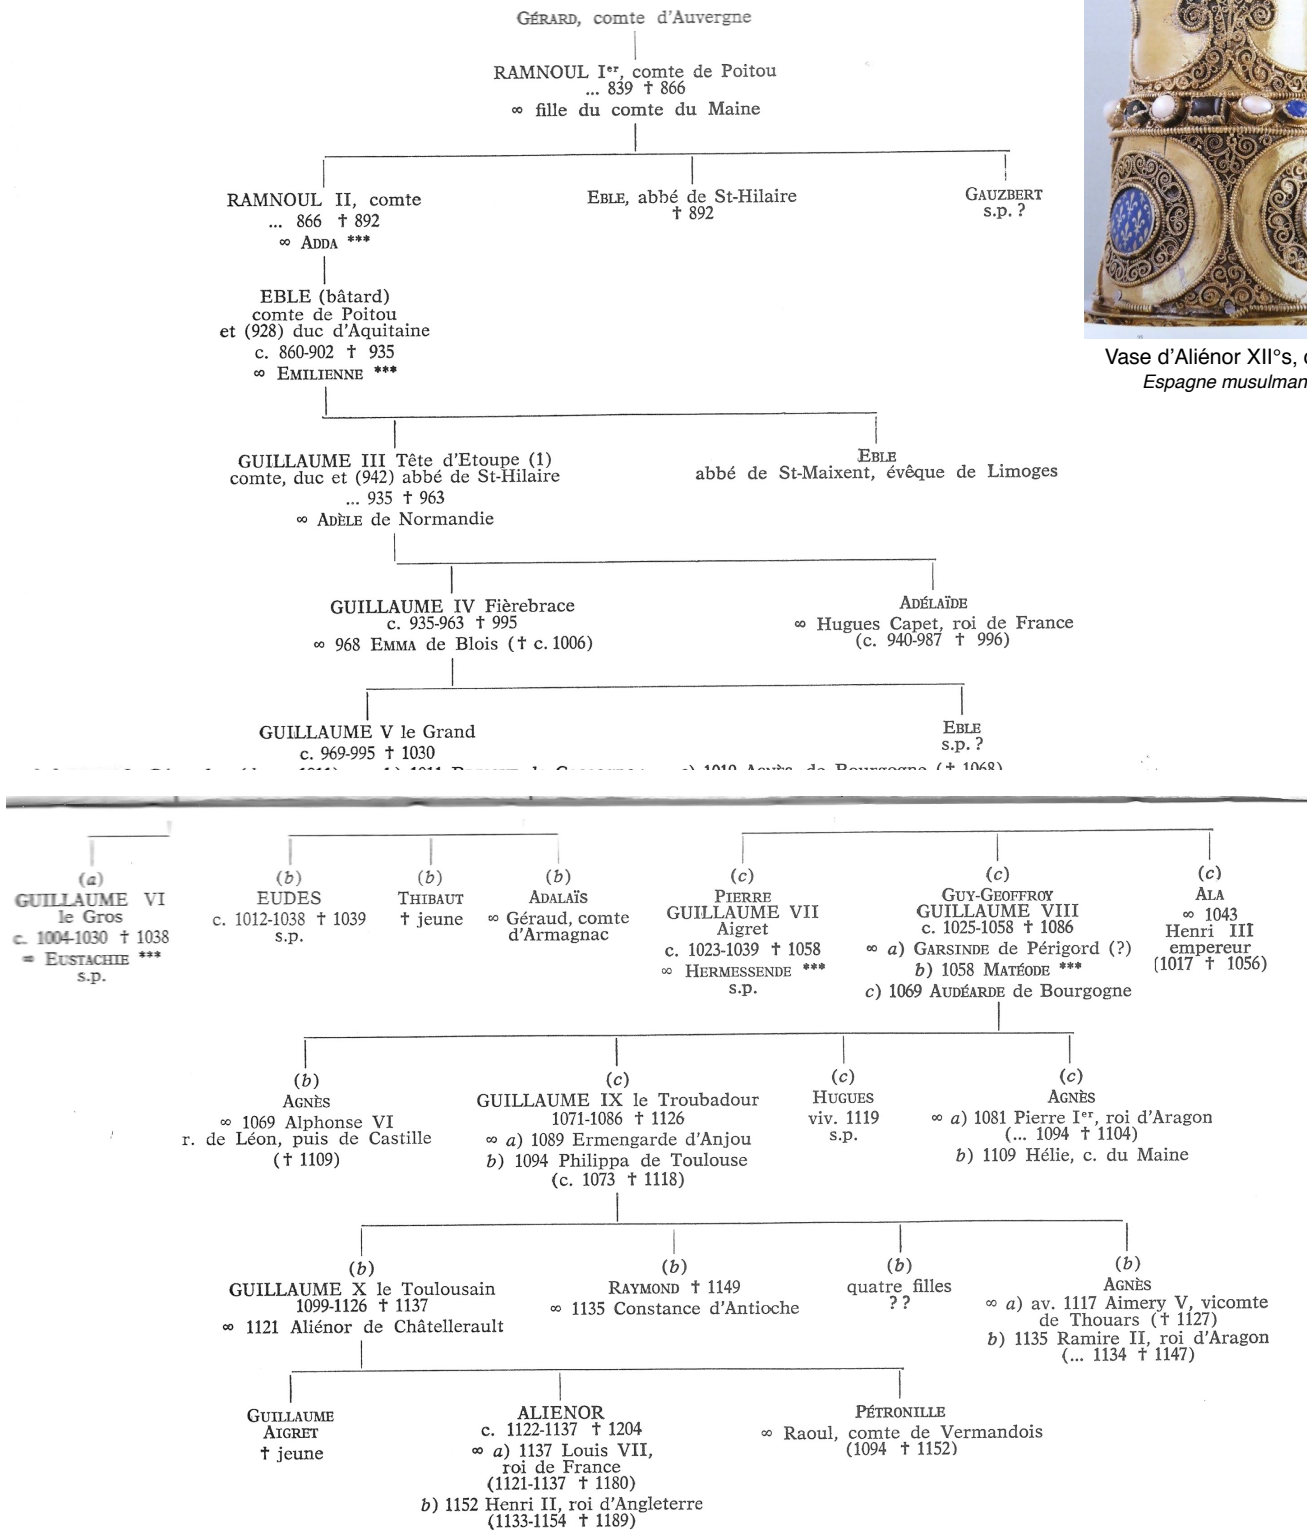 GÉRARD, comte d'Auvergne
RAMNOUL Iᵉʳ, comte de Poitou
... 839 † 866
∞ fille du comte du Maine
RAMNOUL II, comte
... 866 † 892
∞ ADDA ***
EBLE, abbé de St-Hilaire
† 892
GAUZBERT
s.p. ?
EBLE (bâtard)
comte de Poitou
et (928) duc d'Aquitaine
c. 860-902 † 935
∞ EMILIENNE ***
Vase d'Aliénor XII°s,
Espagne musulman
GUILLAUME III Tête d'Etoupe (1)
comte, duc et (942) abbé de St-Hilaire
... 935 † 963
∞ ADÈLE de Normandie
EBLE
abbé de St-Maixent, évêque de Limoges
GUILLAUME IV Fièrebrace
c. 935-963 † 995
∞ 968 EMMA de Blois († c. 1006)
ADÉLAÏDE
∞ Hugues Capet, roi de France
(c. 940-987 † 996)
GUILLAUME V le Grand
c. 969-995 † 1030
EBLE
s.p. ?
de Bourgogne († 1068)
(a)
GUILLAUME VI
le Gros
c. 1004-1030 † 1038
∞ EUSTACHIE ***
s.p.
(b)
EUDES
c. 1012-1038 † 1039
s.p.
(b)
THIBAUT
† jeune
(b)
ADALAÏS
∞ Géraud, comte
d'Armagnac
(c)
PIERRE
GUILLAUME VII
Aigret
c. 1023-1039 † 1058
∞ HERMESSENDE ***
s.p.
(c)
GUY-GEOFFROY
GUILLAUME VIII
c. 1025-1058 † 1086
∞ a) GARSINDE de Périgord (?)
b) 1058 MATÉODE ***
c) 1069 AUDÉARDE de Bourgogne
(c)
ALA
∞ 1043
Henri III
empereur
(1017 † 1056)
(b)
AGNÈS
∞ 1069 Alphonse VI
r. de Léon, puis de Castille
(† 1109)
(c)
GUILLAUME IX le Troubadour
1071-1086 † 1126
∞ a) 1089 Ermengarde d'Anjou
b) 1094 Philippa de Toulouse
(c. 1073 † 1118)
(c)
HUGUES
viv. 1119
s.p.
(c)
AGNÈS
∞ a) 1081 Pierre Iᵉʳ, roi d'Aragon
(... 1094 † 1104)
b) 1109 Hélie, c. du Maine
(b)
GUILLAUME X le Toulousain
1099-1126 † 1137
∞ 1121 Aliénor de Châtellerault
(b)
RAYMOND † 1149
∞ 1135 Constance d'Antioche
(b)
quatre filles
? ?
(b)
AGNÈS
∞ a) av. 1117 Aimery V, vicomte
de Thouars († 1127)
b) 1135 Ramire II, roi d'Aragon
(... 1134 † 1147)
GUILLAUME
AIGRET
† jeune
ALIENOR
c. 1122-1137 † 1204
∞ a) 1137 Louis VII,
roi de France
(1121-1137 † 1180)
b) 1152 Henri II, roi d'Angleterre
(1133-1154 † 1189)
PÉTRONILLE
∞ Raoul, comte de Vermandois
(1094 † 1152)